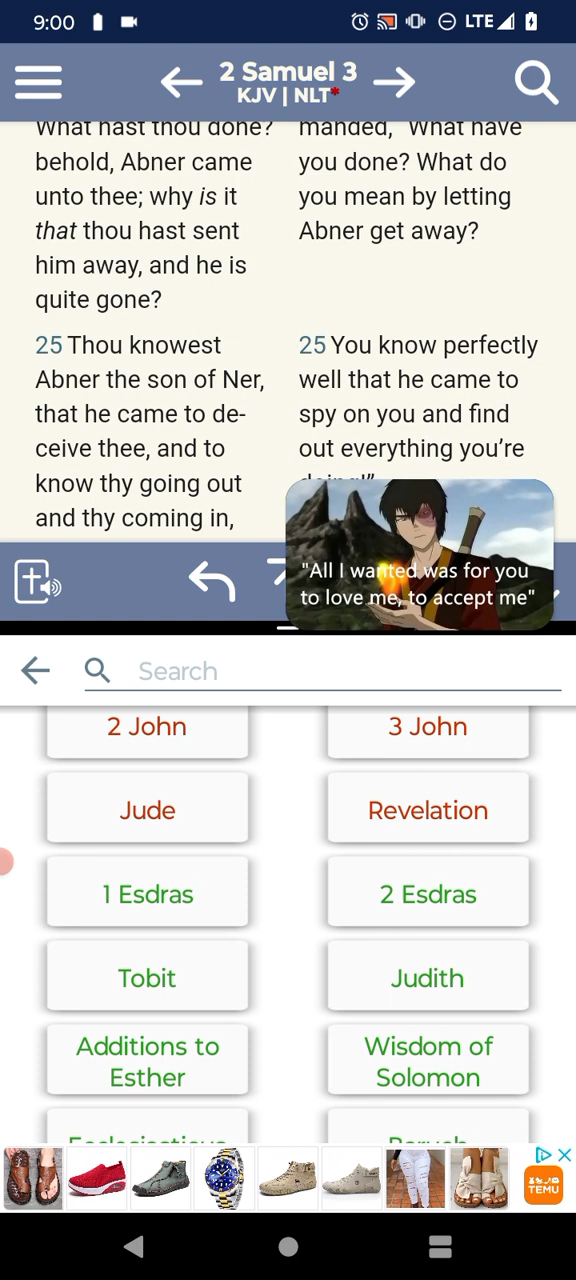 9:00
LTE
2 Samuel 3
KJV | NLT*
What hast thou done?
behold, Abner came
unto thee; why is it
that thou hast sent
him away, and he is
quite gone?
manded, “What have
you done? What do
you mean by letting
Abner get away?
25 Thou knowest
Abner the son of Ner,
that he came to de-
ceive thee, and to
know thy going out
and thy coming in,
25 You know perfectly
well that he came to
spy on you and find
out everything you’re
doing!”
"All I wanted was for you
to love me, to accept me"
Search
2 John
3 John
Jude
Revelation
1 Esdras
2 Esdras
Tobit
Judith
Additions to
Esther
Wisdom of
Solomon
Ecclesiasticus
Baruch
TEMU